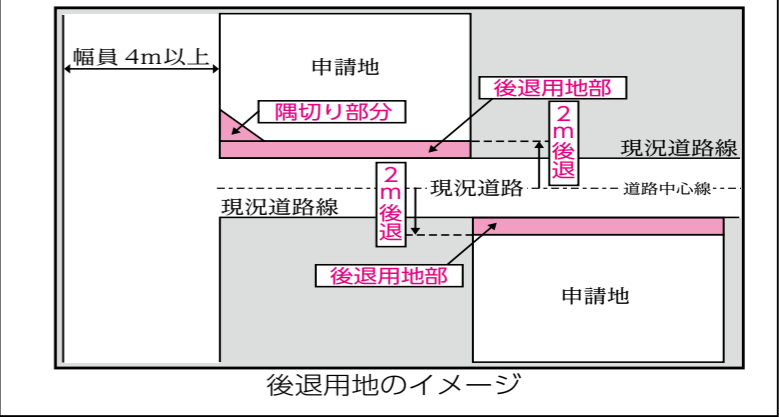 幅員 4m以上
申請地
後退用地部
隅切り部分
2m後退
現況道路線
2m後退
現況道路
道路中心線
現況道路線
後退用地部
申請地
後退用地のイメージ